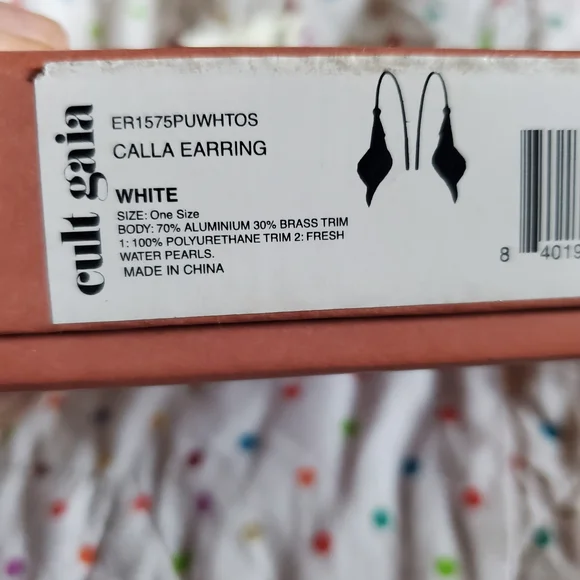 cult gaia
ER1575PUWHTOS
CALLA EARRING
WHITE
SIZE: One Size
BODY: 70% ALUMINIUM 30% BRASS TRIM
1: 100% POLYURETHANE TRIM 2: FRESH
WATER PEARLS.
MADE IN CHINA
8 4019